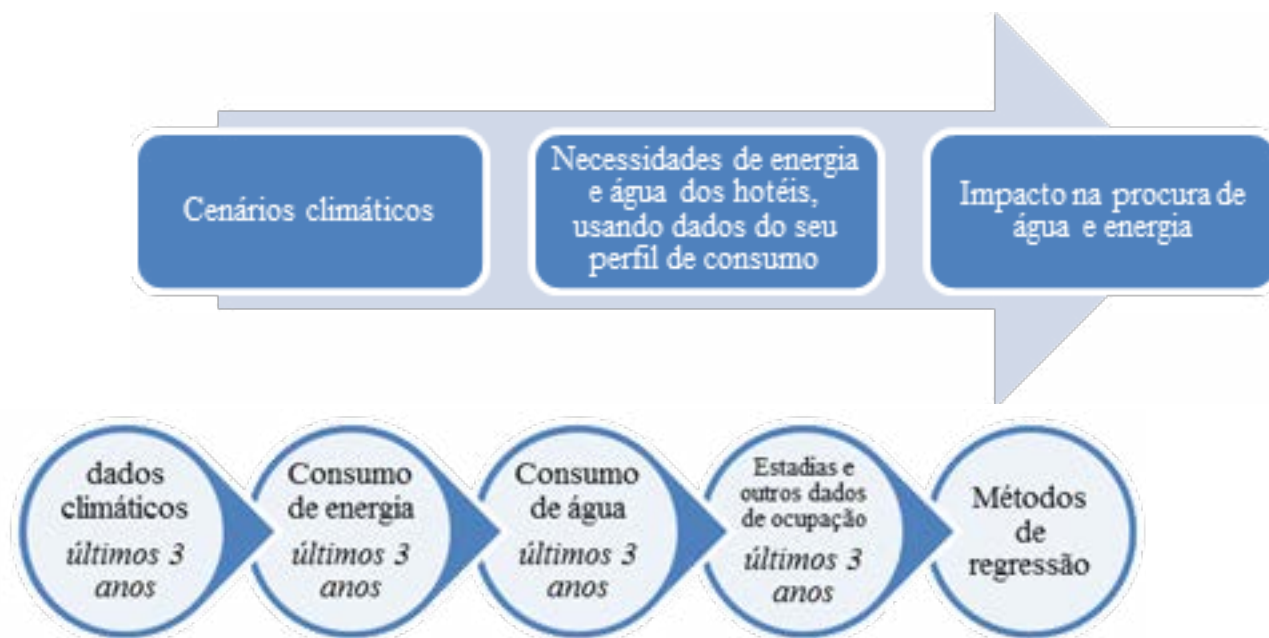 Cenários climáticos
Necessidades de energia
e água dos hotéis,
usando dados do seu
perfil de consumo
Impacto na procura de
água e energia
dados
climáticos
últimos 3
anos
Consumo
de energia
últimos 3
anos
Consumo
de água
últimos 3
anos
Estadias e
outros dados
de ocupação
últimos 3
anos
Métodos
de
regressão